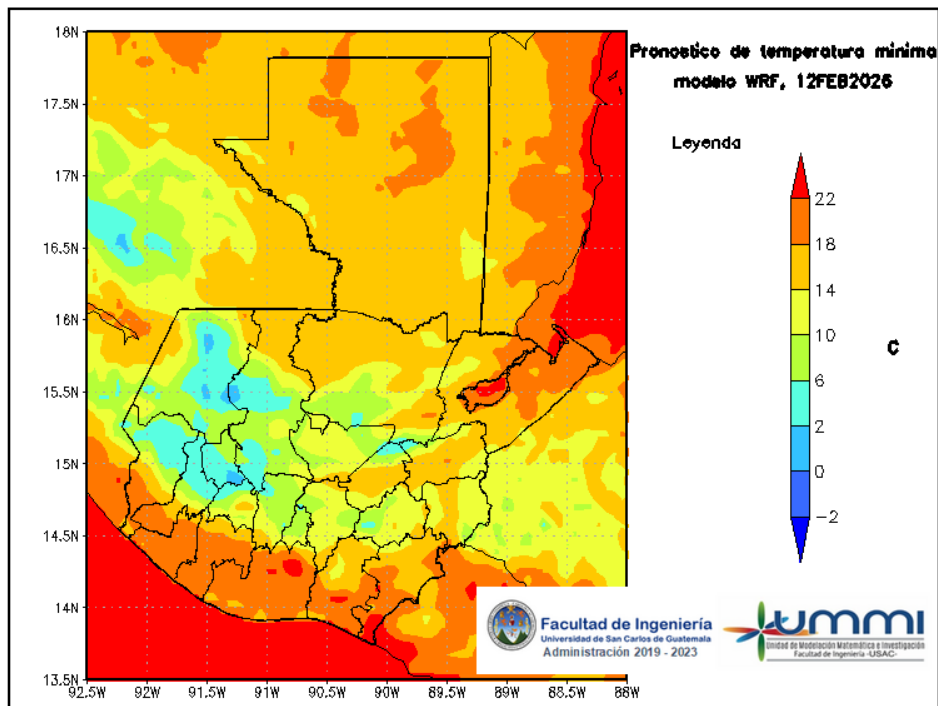 Pronostico de temperatura minima
modelo WRF, 12FEB2026
Leyenda
22
18
14
10
6
2
0
−2
C
18N
17.5N
17N
16.5N
16N
15.5N
15N
14.5N
14N
13.5N
92.5W 92W 91.5W 91W 90.5W 90W 89.5W 89W 88.5W 88W
Facultad de Ingeniería
Universidad de San Carlos de Guatemala
Administración 2019 - 2023
UMMI
Unidad de Modelación Matemática e Investigación
Facultad de Ingeniería -USAC-